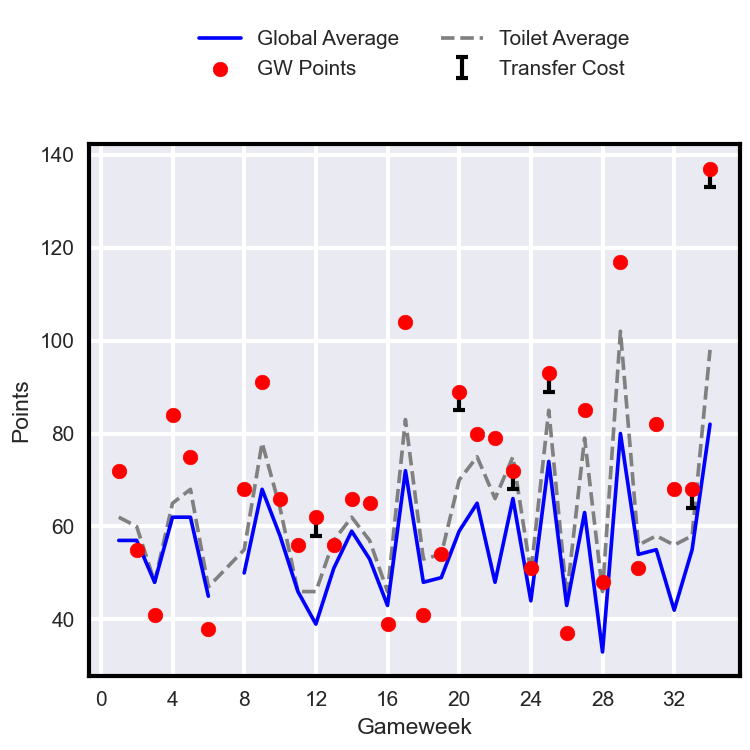 Global Average
Toilet Average
GW Points
Transfer Cost
140
120
100
80
60
40
Points
0 4 8 12 16 20 24 28 32
Gameweek